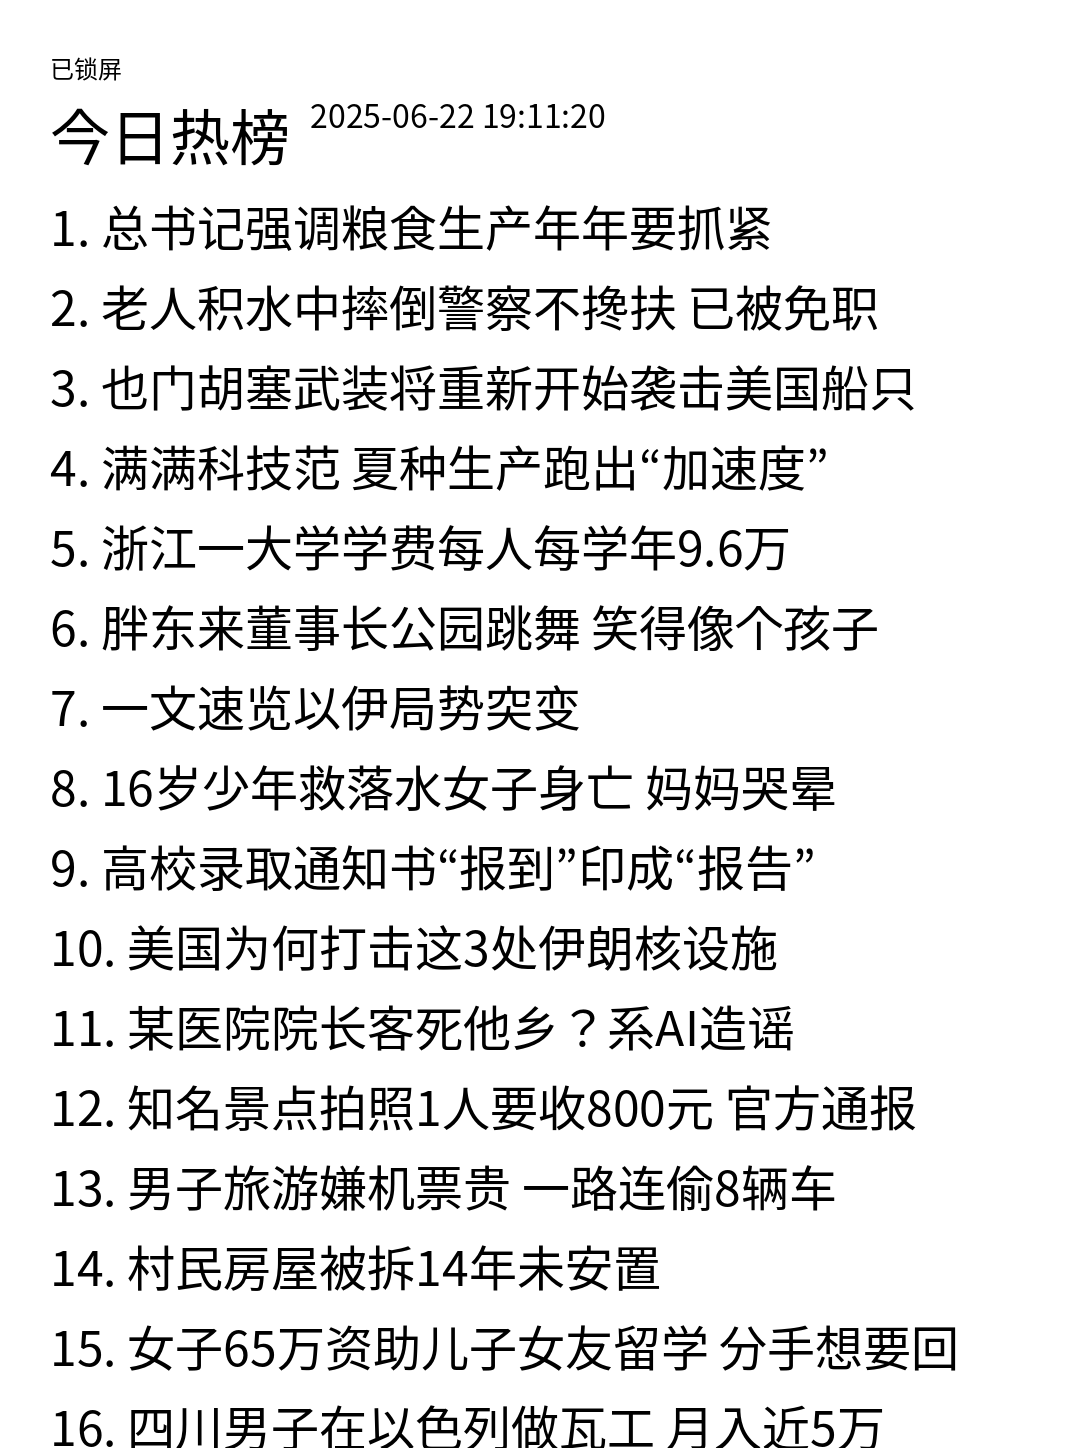 已锁屏
今日热榜 2025-06-22 19:11:20
1. 总书记强调粮食生产年年要抓紧
2. 老人积水中摔倒警察不搀扶 已被免职
3. 也门胡塞武装将重新开始袭击美国船只
4. 满满科技范 夏种生产跑出“加速度”
5. 浙江一大学学费每人每学年9.6万
6. 胖东来董事长公园跳舞 笑得像个孩子
7. 一文速览以伊局势突变
8. 16岁少年救落水女子身亡 妈妈哭晕
9. 高校录取通知书“报到”印成“报告”
10. 美国为何打击这3处伊朗核设施
11. 某医院院长客死他乡？系AI造谣
12. 知名景点拍照1人要收800元 官方通报
13. 男子旅游嫌机票贵 一路连偷8辆车
14. 村民房屋被拆14年未安置
15. 女子65万资助儿子女友留学 分手想要回
16. 四川男子在以色列做瓦工 月入近5万